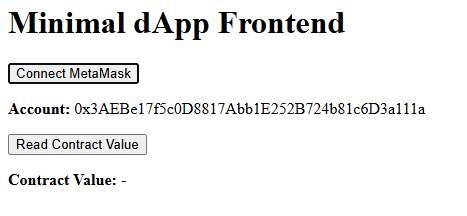 Minimal dApp Frontend
Connect MetaMask
Account: 0x3AEBe17f5c0D8817Abb1E252B724b81c6D3a111a
Read Contract Value
Contract Value: -